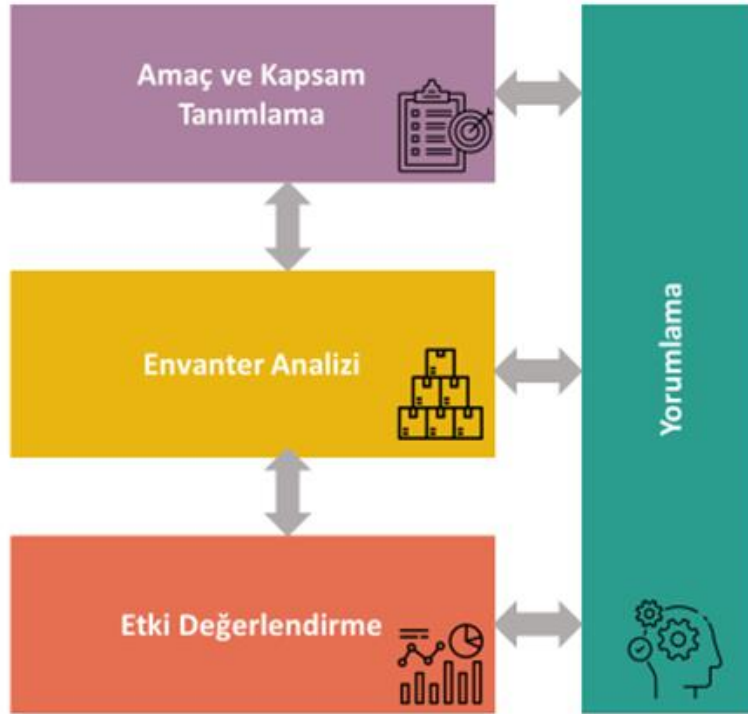 Amaç ve Kapsam
Tanımlama
Envanter Analizi
Etki Değerlendirme
Yorumlama